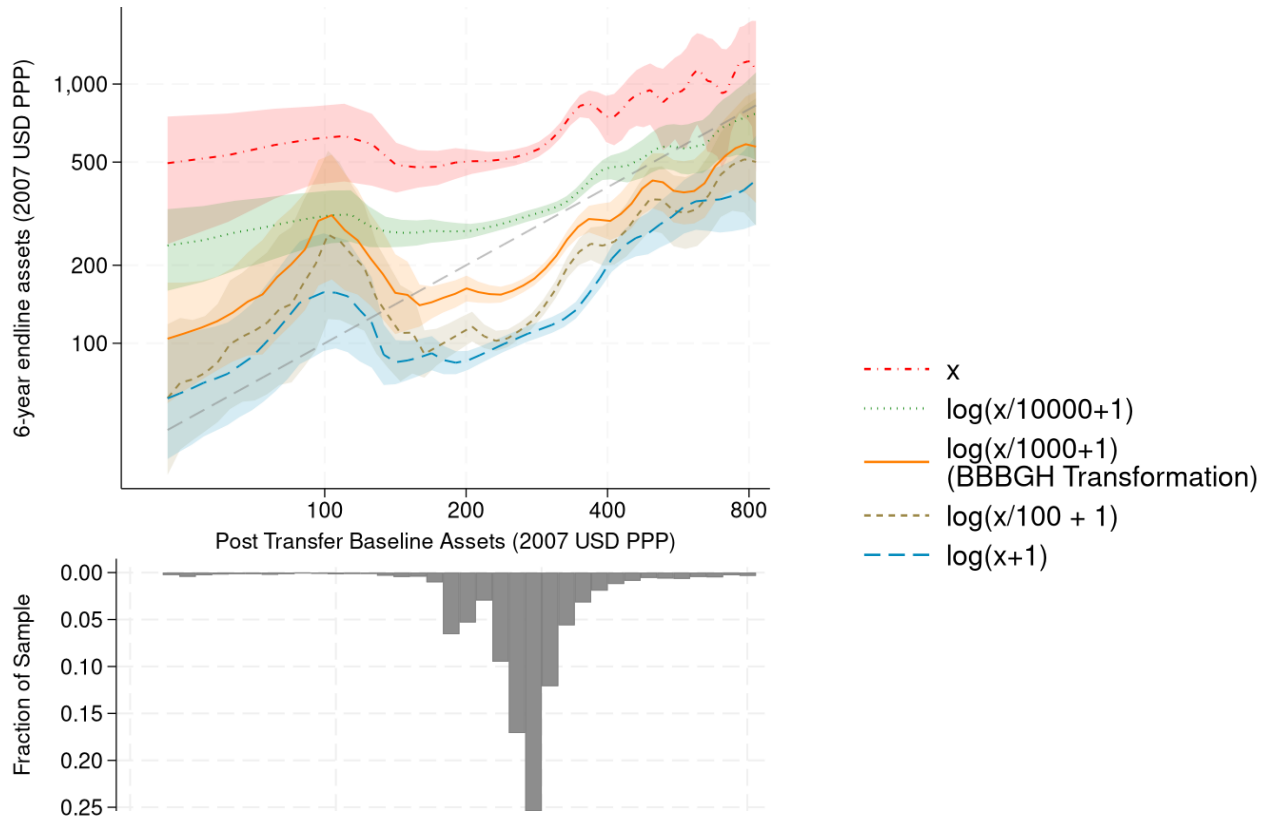 6-year endline assets (2007 USD PPP)
1,000
500
200
100
100
200
400
800
Post Transfer Baseline Assets (2007 USD PPP)
x
log(x/10000+1)
log(x/1000+1)
(BBBGH Transformation)
log(x/100 + 1)
log(x+1)
Fraction of Sample
0.00
0.05
0.10
0.15
0.20
0.25